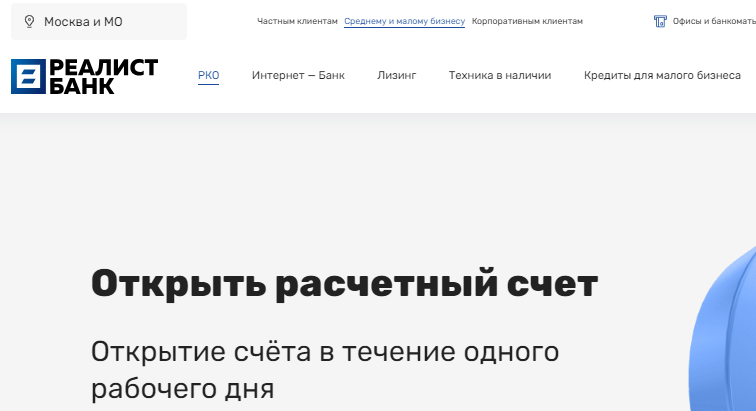 Москва и МО
Частным клиентам Среднему и малому бизнесу Корпоративным клиентам
Офисы и банкоматы
РЕАЛИСТ
БАНК
РКО Интернет — Банк Лизинг Техника в наличии Кредиты для малого бизнеса
Открыть расчетный счет
Открытие счёта в течение одного
рабочего дня